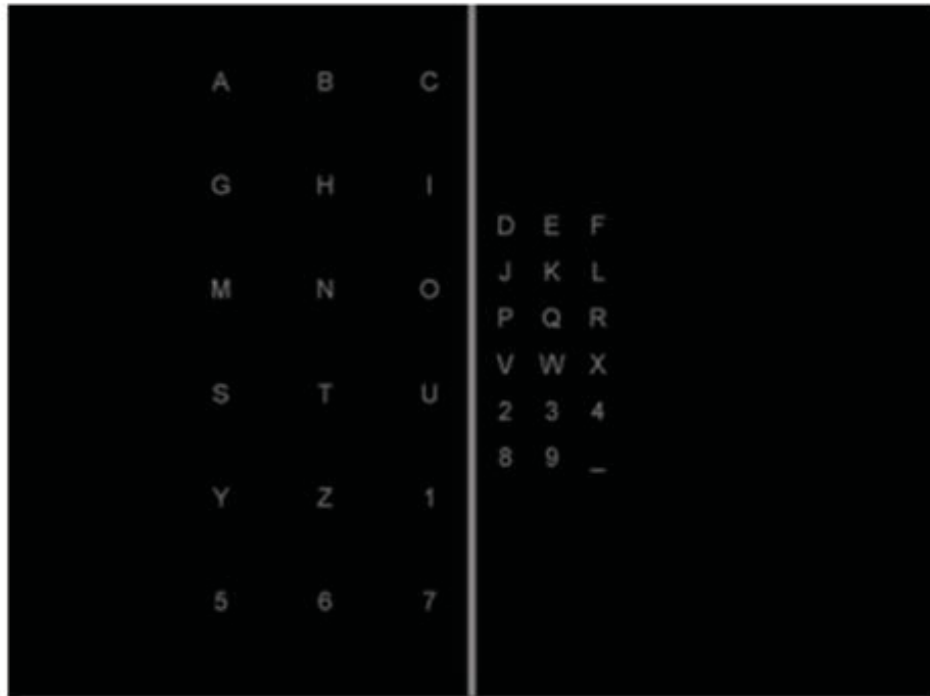 A B C
G H I
M N O
S T U
Y Z 1
5 6 7
D E F
J K L
P Q R
V W X
2 3 4
8 9 _